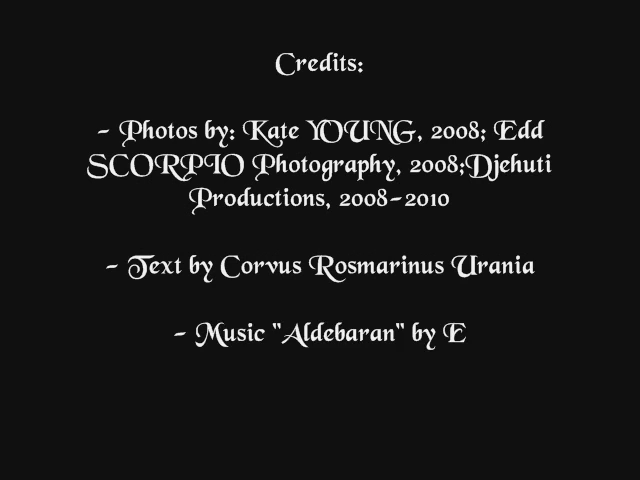 Credits:
- Photos by: Kate YOUNG, 2008; Edd
SCORPIO Photography, 2008;Djehuti
Productions, 2008-2010
- Text by Corvus Rosmarinus Urania
- Music "Aldebaran" by E